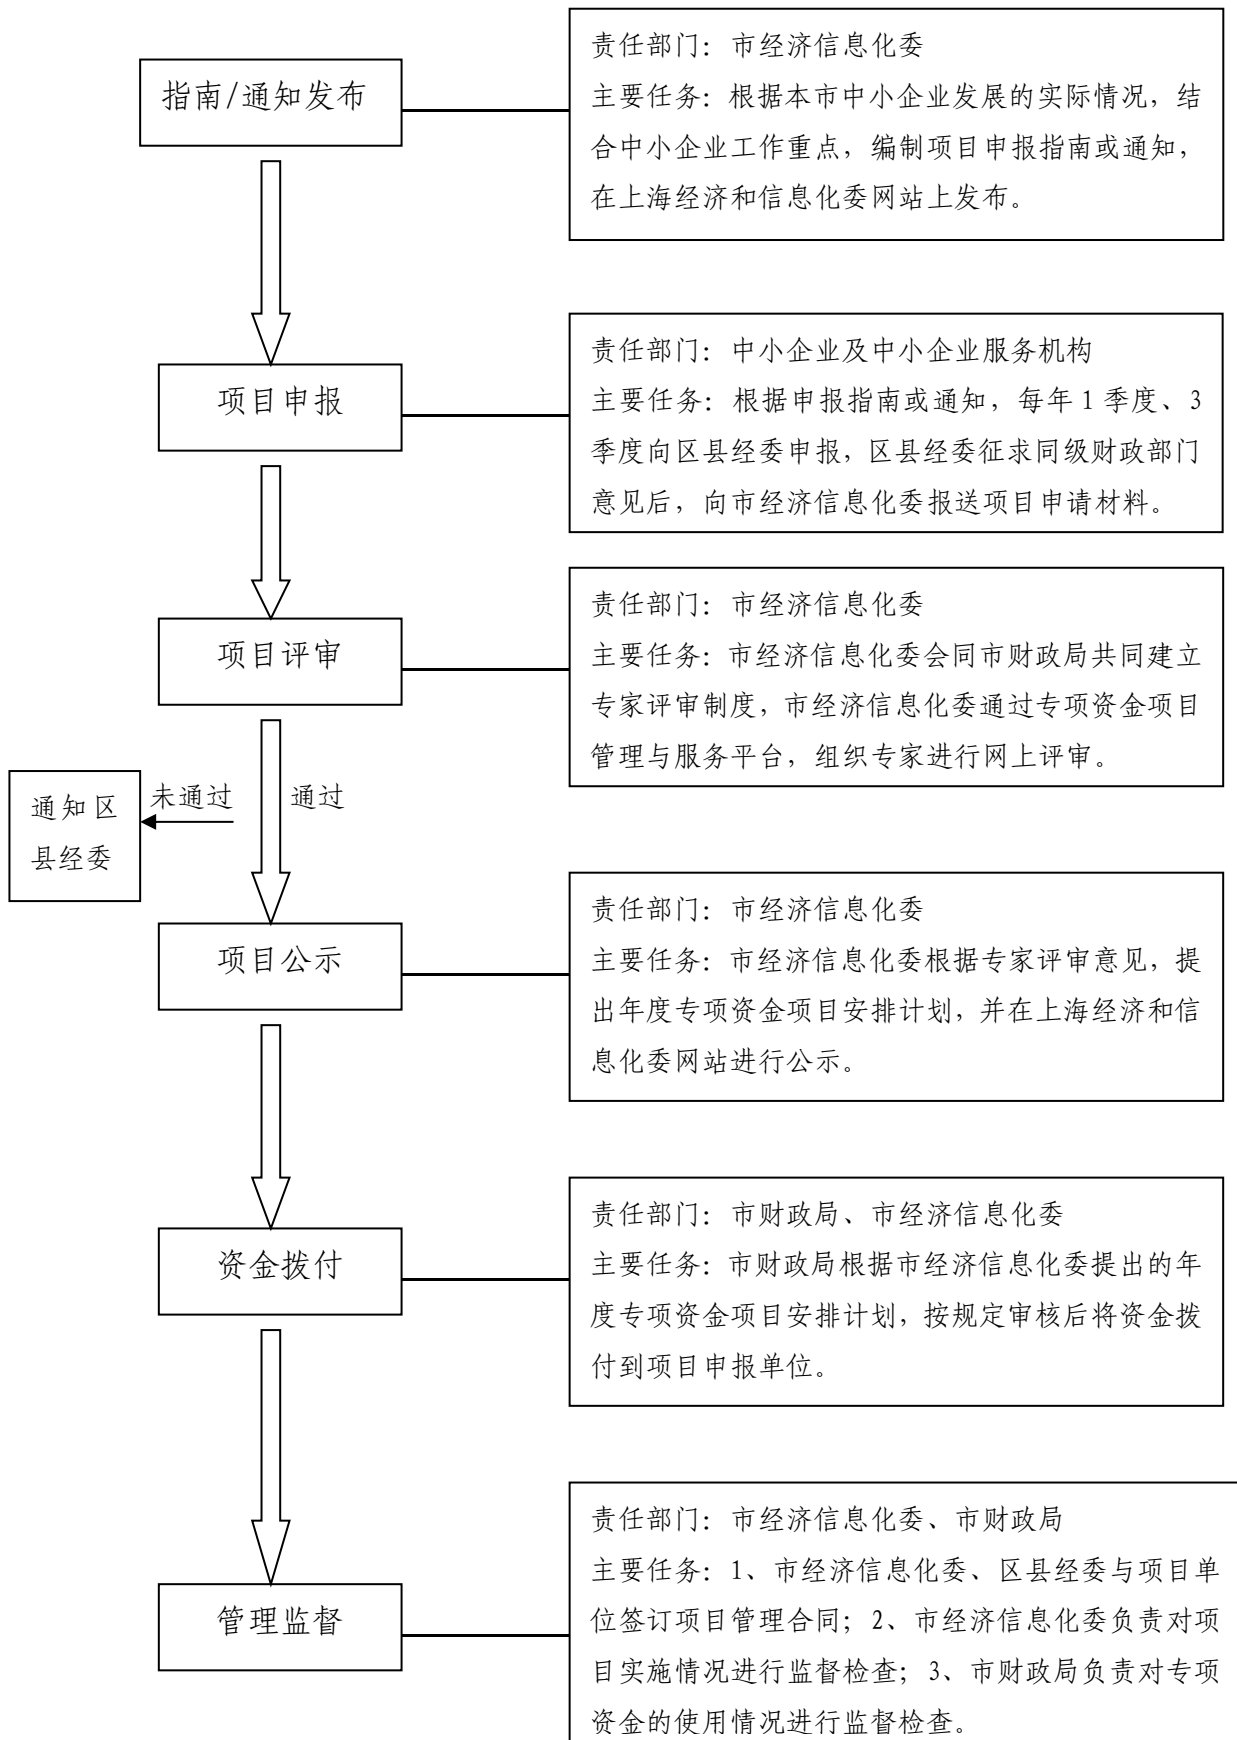 指南/通知发布
责任部门：市经济信息化委
主要任务：根据本市中小企业发展的实际情况，结
合中小企业工作重点，编制项目申报指南或通知，
在上海经济和信息化委网站上发布。
项目申报
责任部门：中小企业及中小企业服务机构
主要任务：根据申报指南或通知，每年 1 季度、3
季度向区县经委申报，区县经委征求同级财政部门
意见后，向市经济信息化委报送项目申请材料。
项目评审
责任部门：市经济信息化委
主要任务：市经济信息化委会同市财政局共同建立
专家评审制度，市经济信息化委通过专项资金项目
管理与服务平台，组织专家进行网上评审。
通知区
县经委
未通过
通过
项目公示
责任部门：市经济信息化委
主要任务：市经济信息化委根据专家评审意见，提
出年度专项资金项目安排计划，并在上海经济和信
息化委网站进行公示。
资金拨付
责任部门：市财政局、市经济信息化委
主要任务：市财政局根据市经济信息化委提出的年
度专项资金项目安排计划，按规定审核后将资金拨
付到项目申报单位。
管理监督
责任部门：市经济信息化委、市财政局
主要任务：1、市经济信息化委、区县经委与项目单
位签订项目管理合同；2、市经济信息化委负责对项
目实施情况进行监督检查；3、市财政局负责对专项
资金的使用情况进行监督检查。